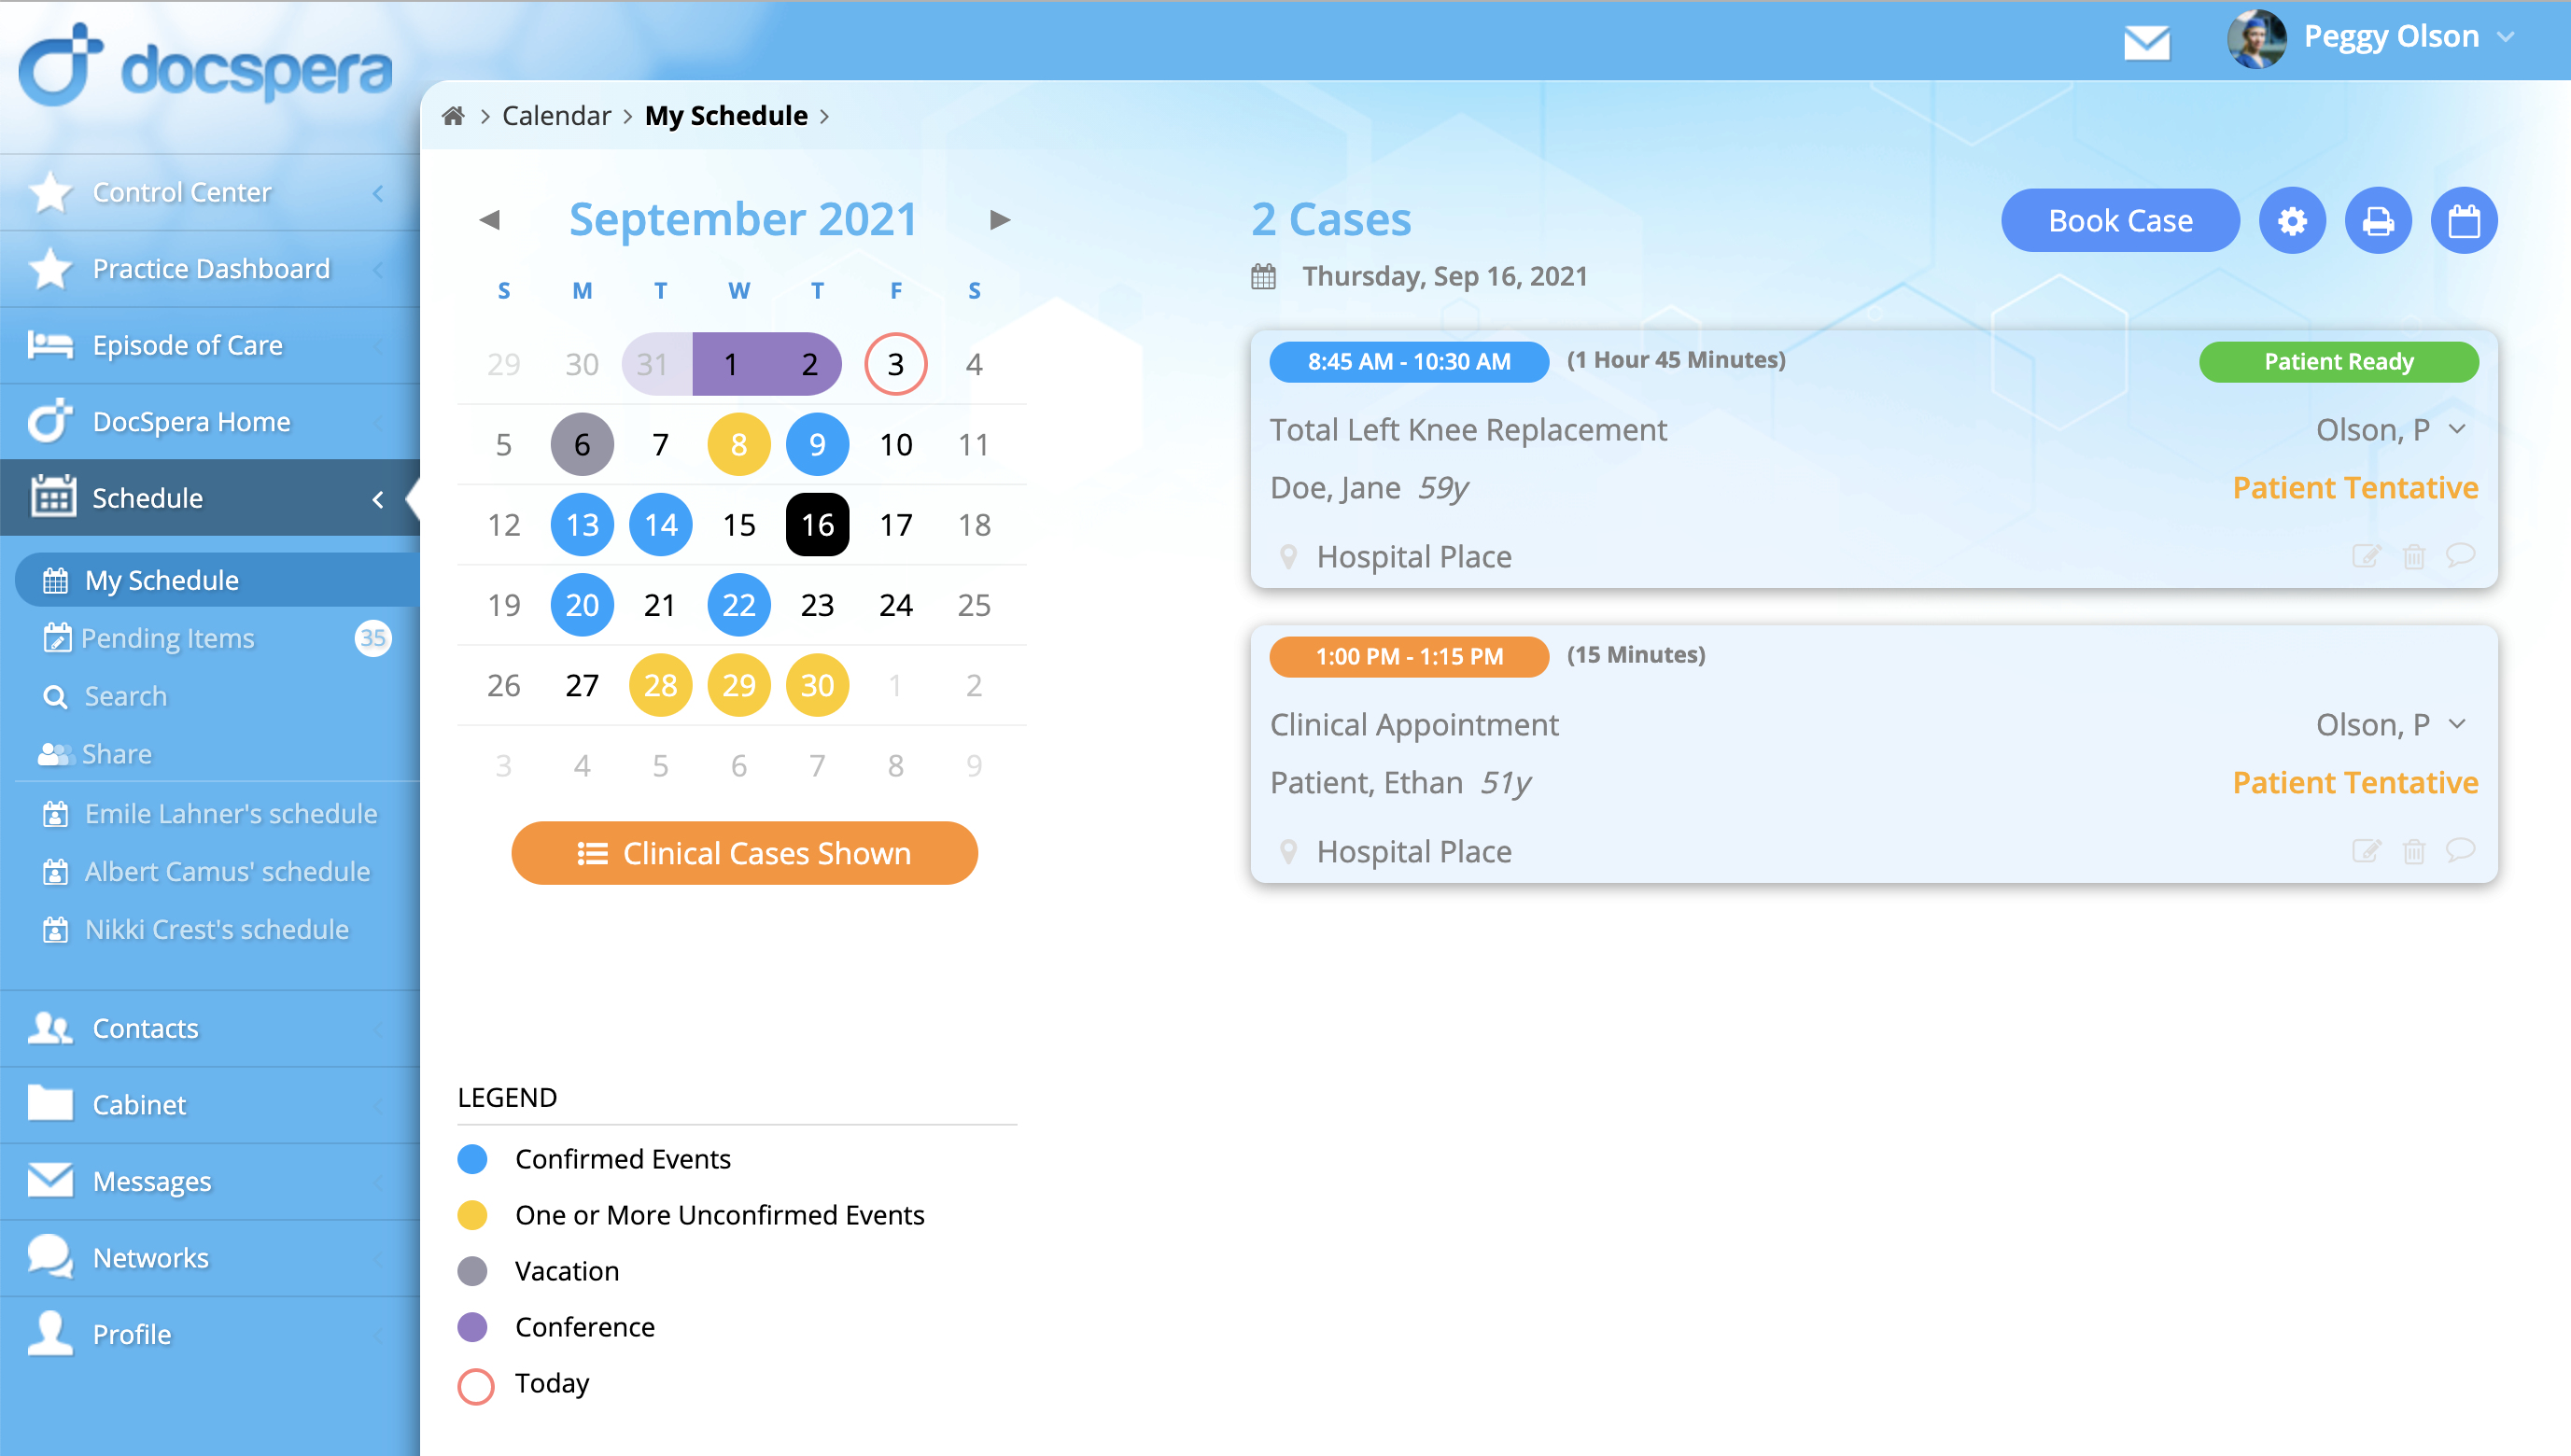 docspera
Peggy Olson
Calendar
My Schedule
Control Center
Practice Dashboard
Episode of Care
DocSpera Home
Schedule
My Schedule
Pending Items 35
Search
Share
Emile Lahner's schedule
Albert Camus' schedule
Nikki Crest's schedule
Contacts
Cabinet
Messages
Networks
Profile
September 2021
S M T W T F S
29 30 31 1 2 3 4
5 6 7 8 9 10 11
12 13 14 15 16 17 18
19 20 21 22 23 24 25
26 27 28 29 30 1 2
3 4 5 6 7 8 9
Clinical Cases Shown
LEGEND
Confirmed Events
One or More Unconfirmed Events
Vacation
Conference
Today
2 Cases
Book Case
Thursday, Sep 16, 2021
8:45 AM - 10:30 AM (1 Hour 45 Minutes) Patient Ready
Total Left Knee Replacement Olson, P
Doe, Jane 59y Patient Tentative
Hospital Place
1:00 PM - 1:15 PM (15 Minutes)
Clinical Appointment Olson, P
Patient, Ethan 51y Patient Tentative
Hospital Place